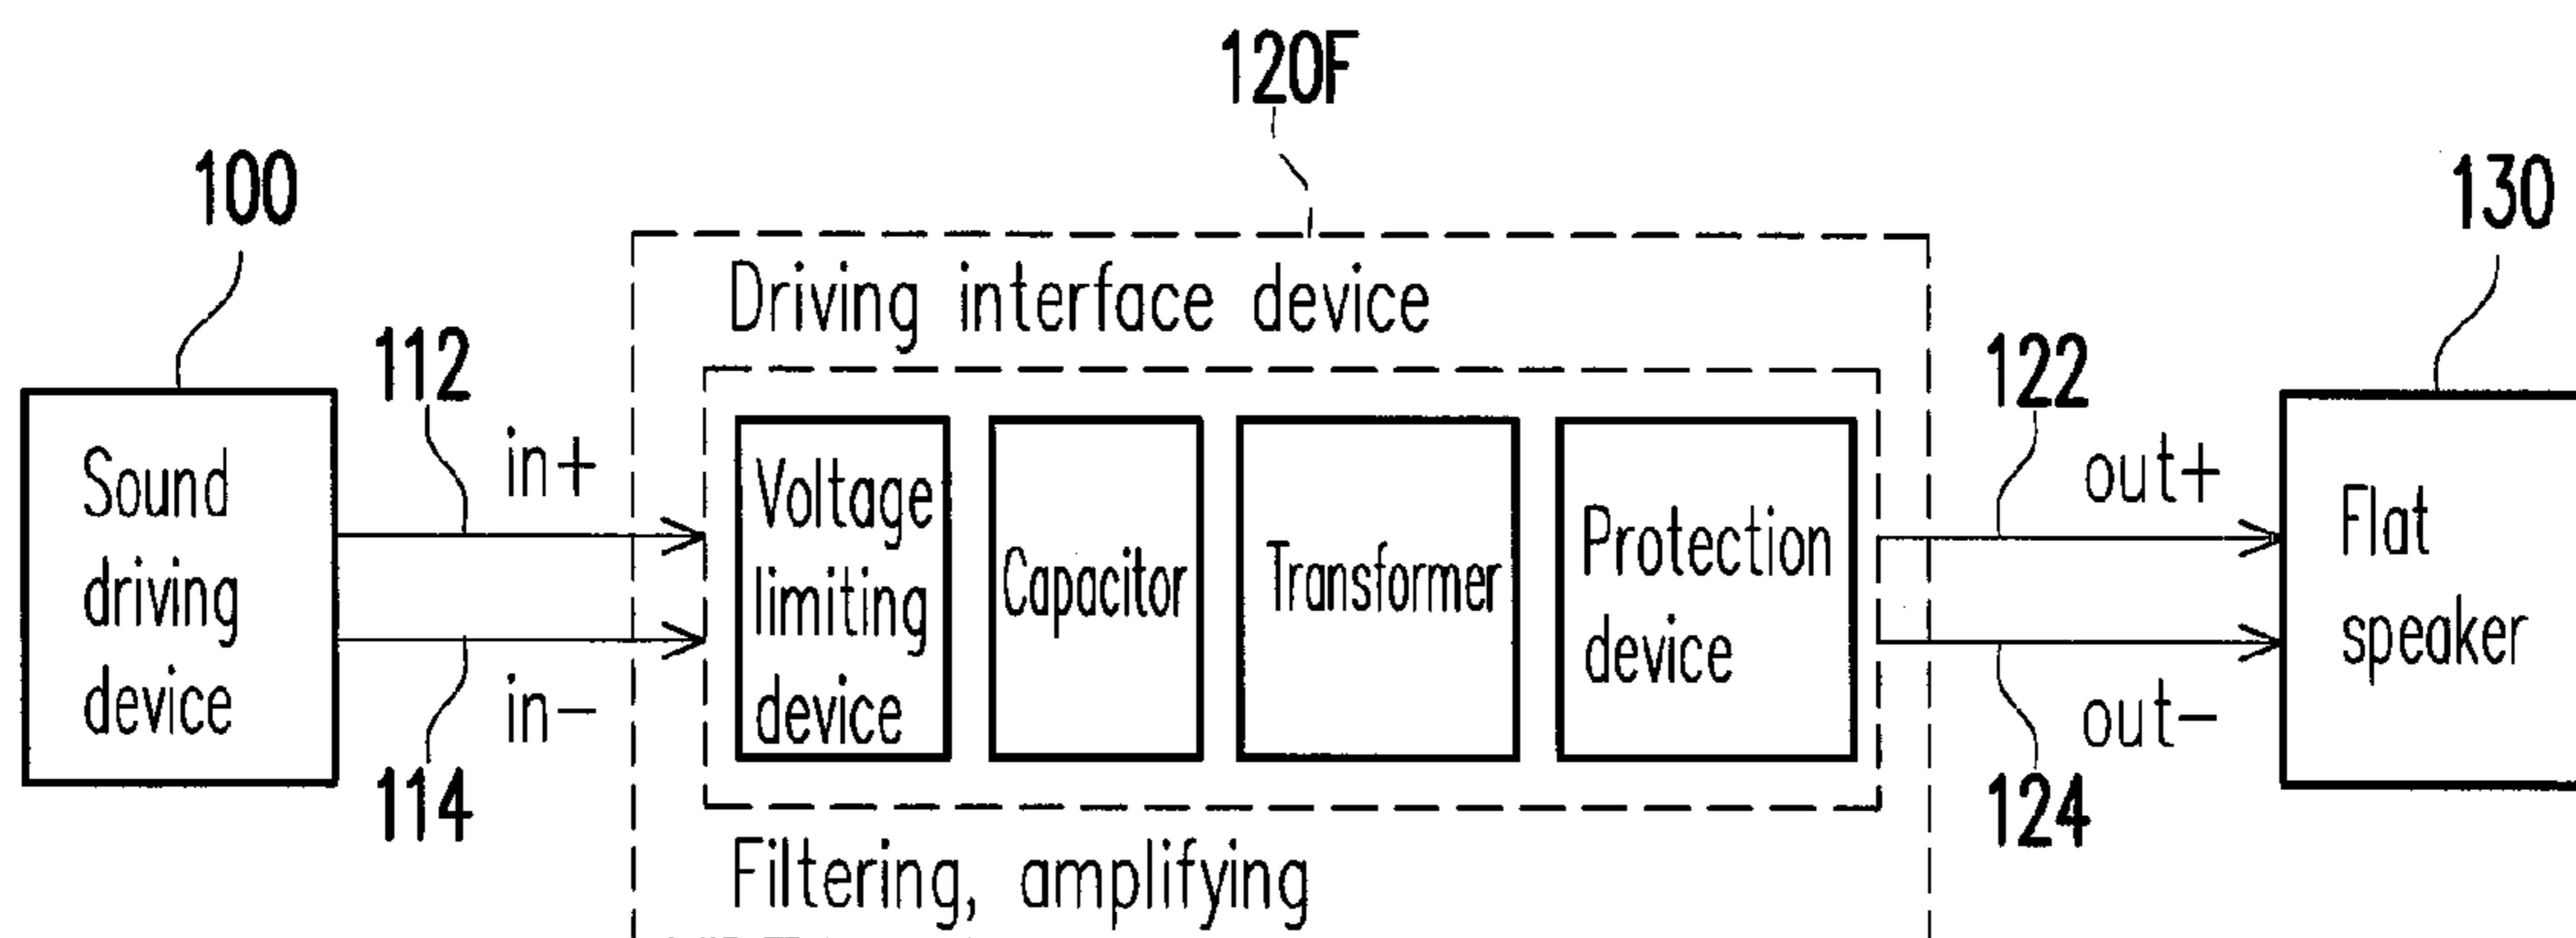 120F
100
130
Driving interface device
112
122
in+
out+
Sound
driving
device
Voltage
limiting
device
Capacitor
Transformer
Protection
device
Flat
speaker
in-
out-
114
124
Filtering, amplifying